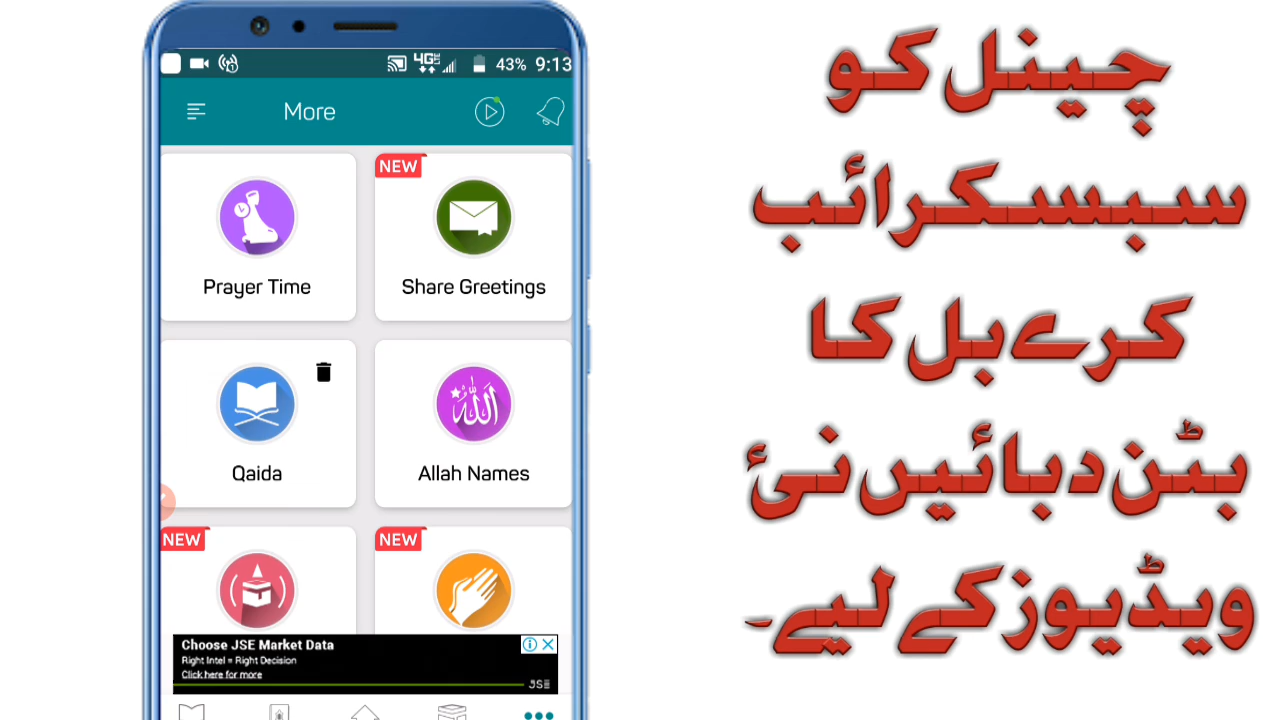 43% 9:13
More
NEW
Prayer Time
Share Greetings
Qaida
Allah Names
NEW
NEW
Choose JSE Market Data
Right Intel = Right Decision
Click here for more
JSE
چینل کو
سبسکرائب
کرے بل کا
بٹن دبائیں نئ
ویڈیوز کے لیے۔